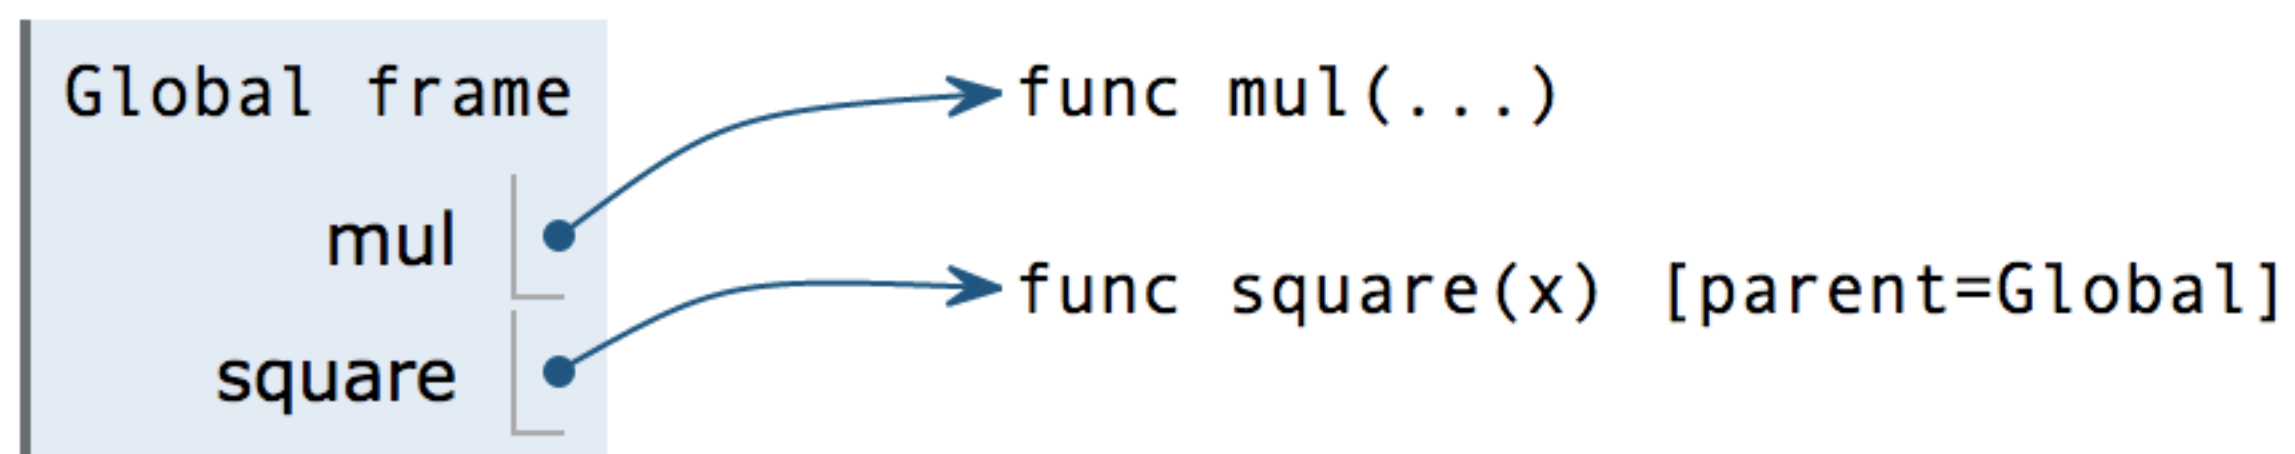 Global frame
mul
square
func mul(...)
func square(x) [parent=Global]